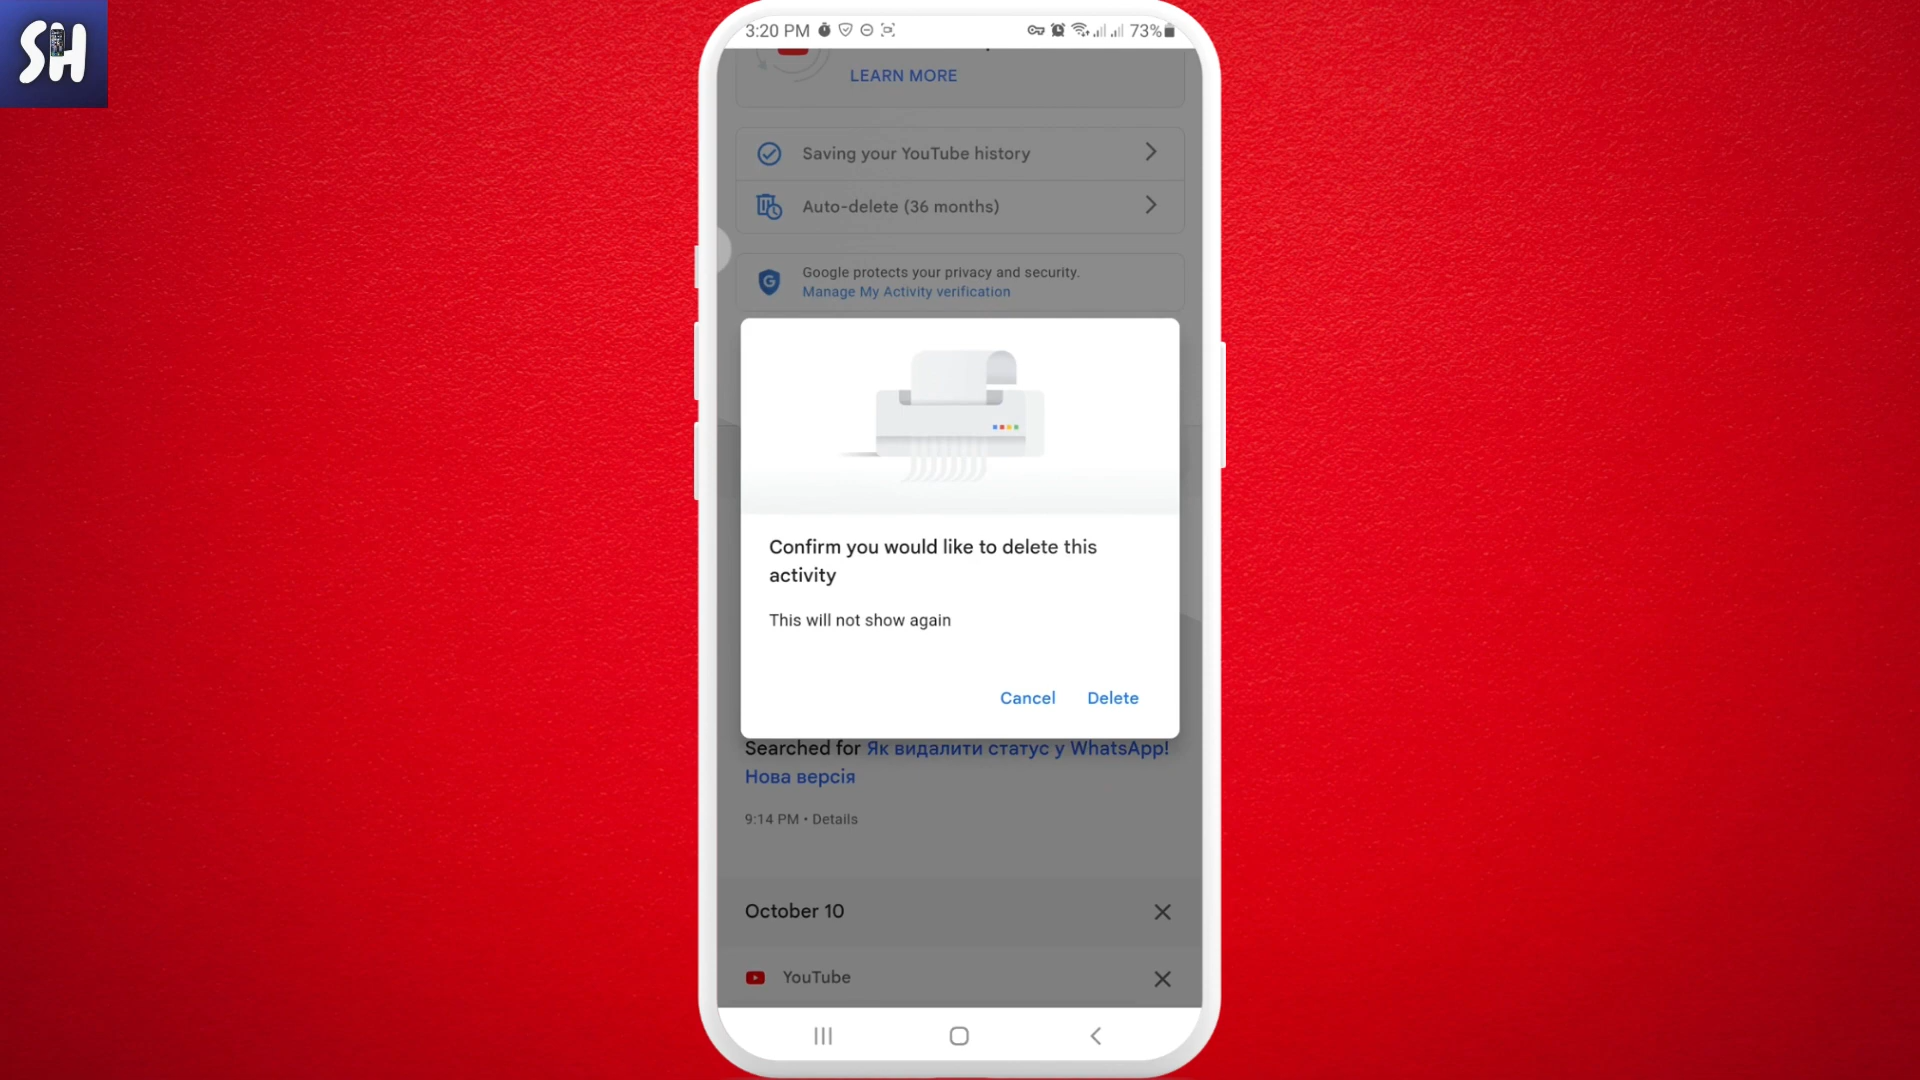 SH
3:20 PM
73%
LEARN MORE
Saving your YouTube history
Auto-delete (36 months)
Google protects your privacy and security.
Manage My Activity verification
Confirm you would like to delete this
activity
This will not show again
Cancel Delete
Searched for Як видалити статус у WhatsApp!
Нова версія
9:14 PM • Details
October 10
YouTube